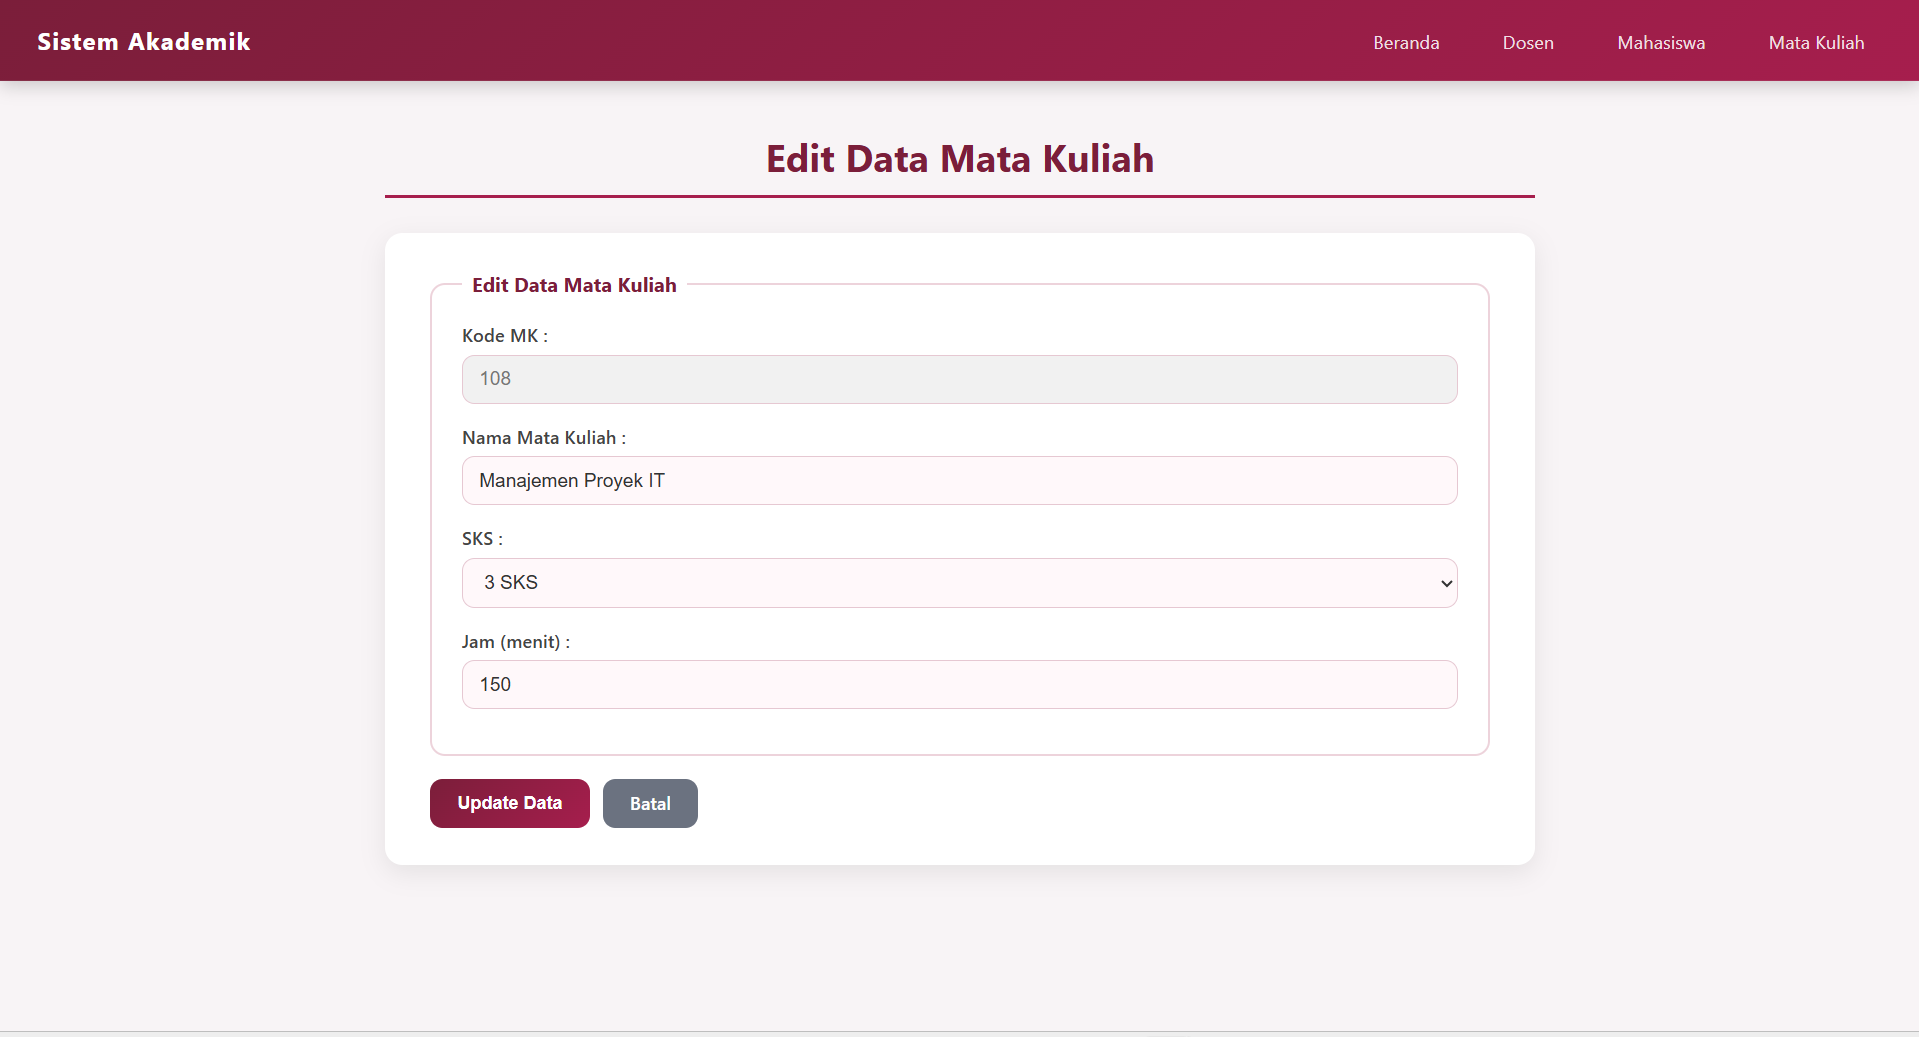 Sistem Akademik
Beranda Dosen Mahasiswa Mata Kuliah
Edit Data Mata Kuliah
Edit Data Mata Kuliah
Kode MK :
108
Nama Mata Kuliah :
Manajemen Proyek IT
SKS :
3 SKS
Jam (menit) :
150
Update Data Batal